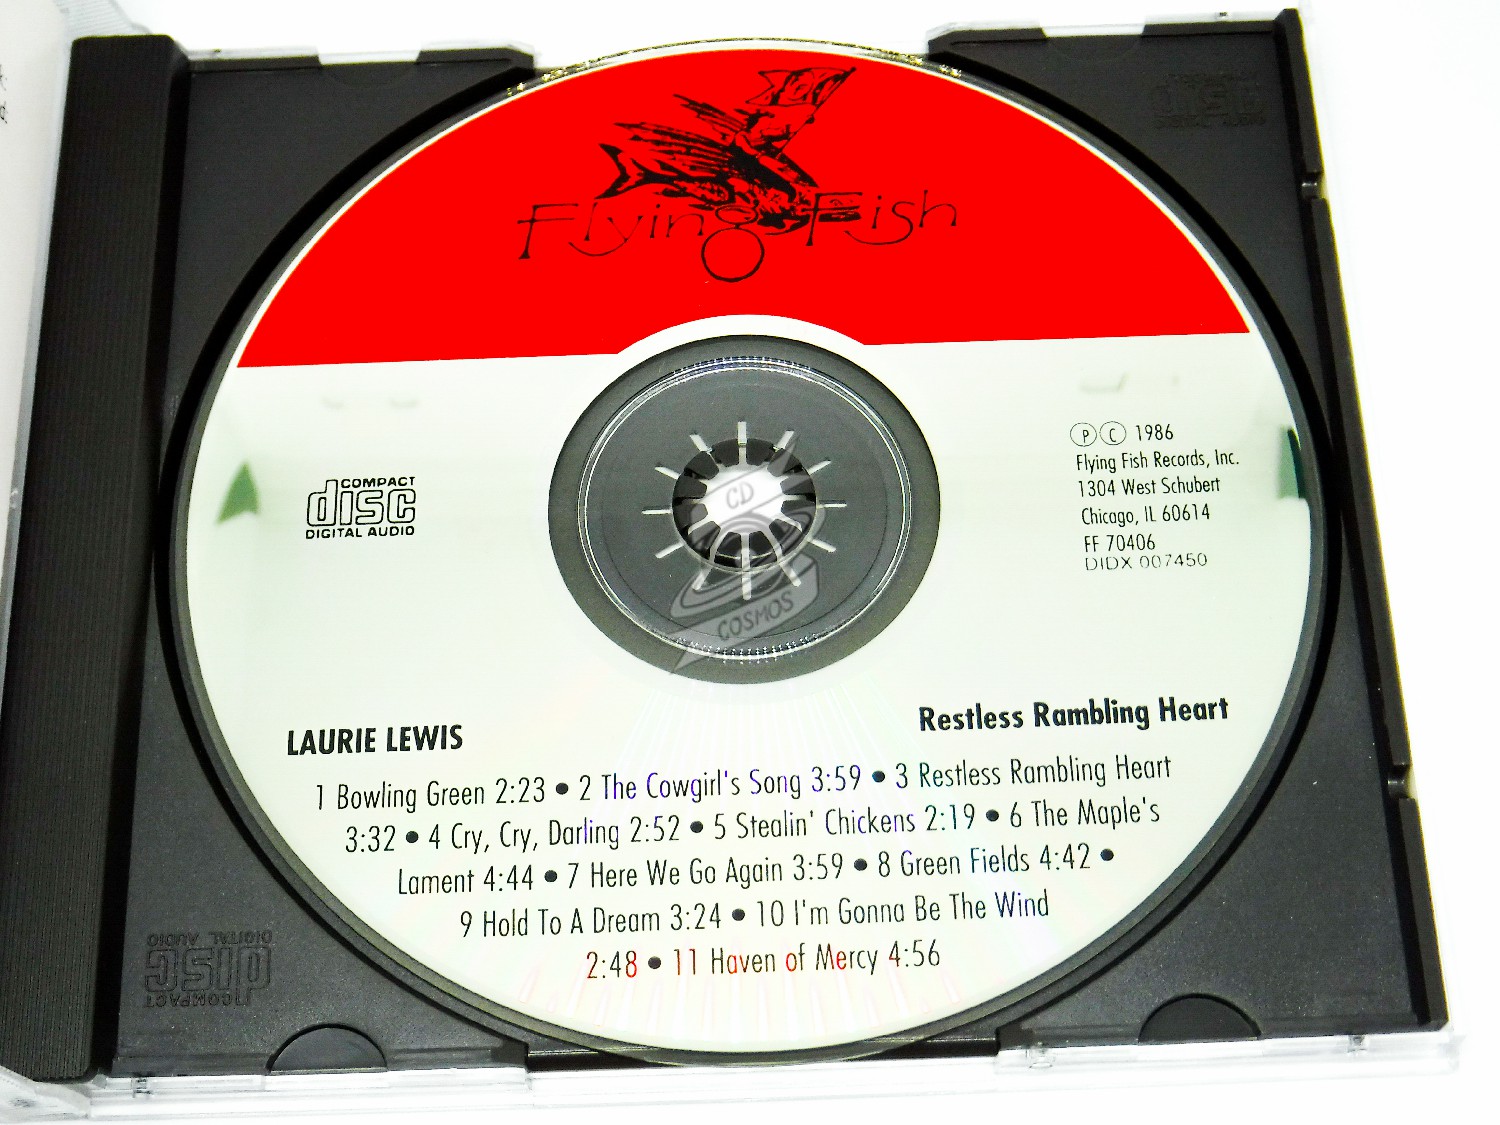 Flying Fish
COMPACT
disc
DIGITAL AUDIO
Ⓟ Ⓒ 1986
Flying Fish Records, Inc.
1304 West Schubert
Chicago, IL 60614
FF 70406
DIDX 007450
CD
COSMOS
LAURIE LEWIS
Restless Rambling Heart
1 Bowling Green 2:23 • 2 The Cowgirl's Song 3:59 • 3 Restless Rambling Heart
3:32 • 4 Cry, Cry, Darling 2:52 • 5 Stealin' Chickens 2:19 • 6 The Maple's
Lament 4:44 • 7 Here We Go Again 3:59 • 8 Green Fields 4:42 •
9 Hold To A Dream 3:24 • 10 I'm Gonna Be The Wind
2:48 • 11 Haven of Mercy 4:56
COMPACT
disc
DIGITAL AUDIO